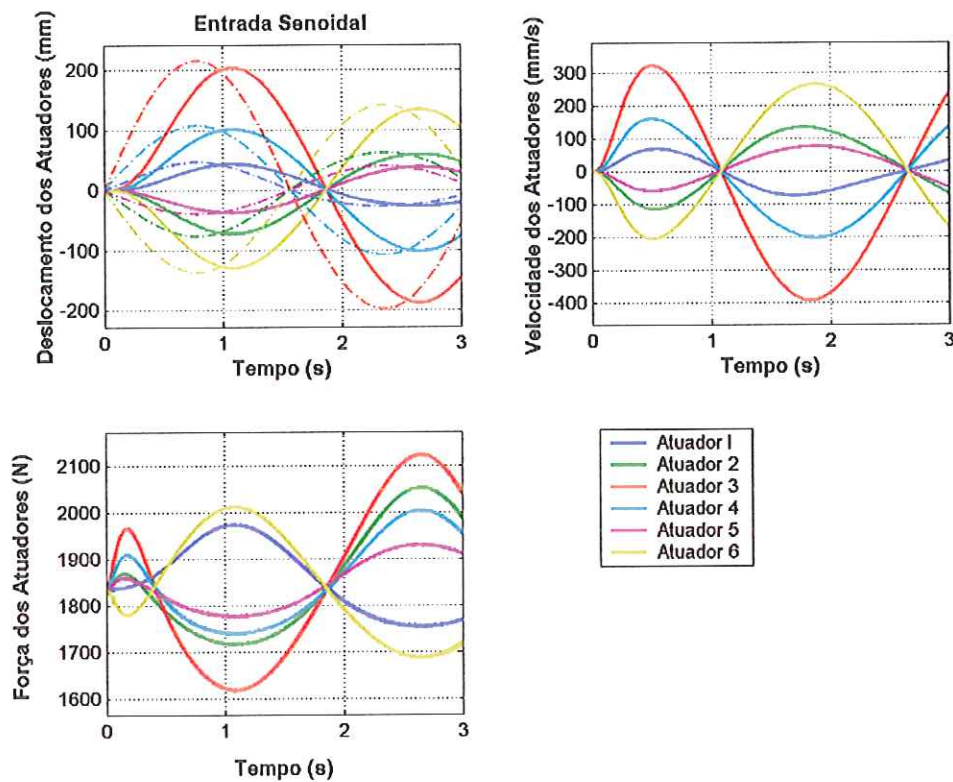 Entrada Senoidal
Deslocamento dos Atuadores (mm)
200
100
0
-100
-200
0 1 2 3
Tempo (s)
Velocidade dos Atuadores (mm/s)
300
200
100
0
-100
-200
-300
-400
0 1 2 3
Tempo (s)
Força dos Atuadores (N)
2100
2000
1900
1800
1700
1600
0 1 2 3
Tempo (s)
Atuador 1
Atuador 2
Atuador 3
Atuador 4
Atuador 5
Atuador 6